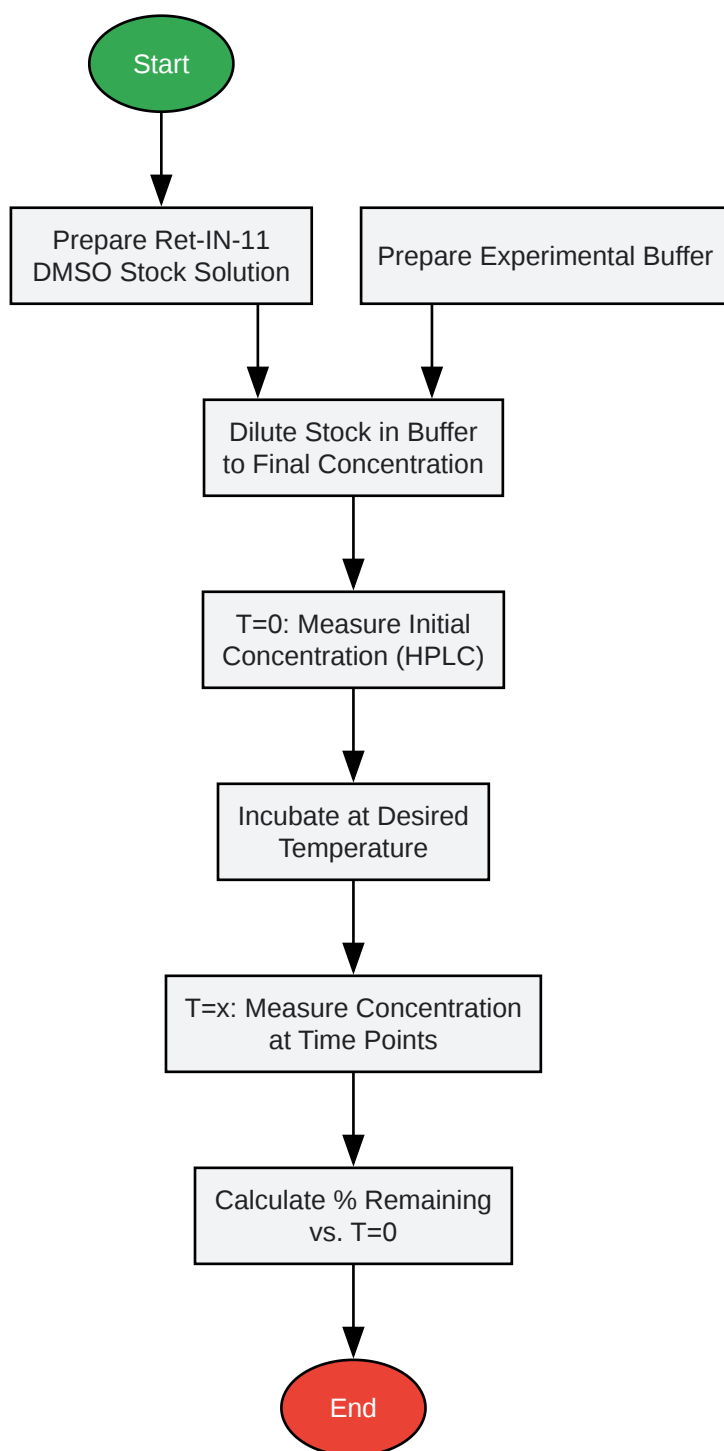 Start
Prepare Ret-IN-11
DMSO Stock Solution
Prepare Experimental Buffer
Dilute Stock in Buffer
to Final Concentration
T=0: Measure Initial
Concentration (HPLC)
Incubate at Desired
Temperature
T=x: Measure Concentration
at Time Points
Calculate % Remaining
vs. T=0
End